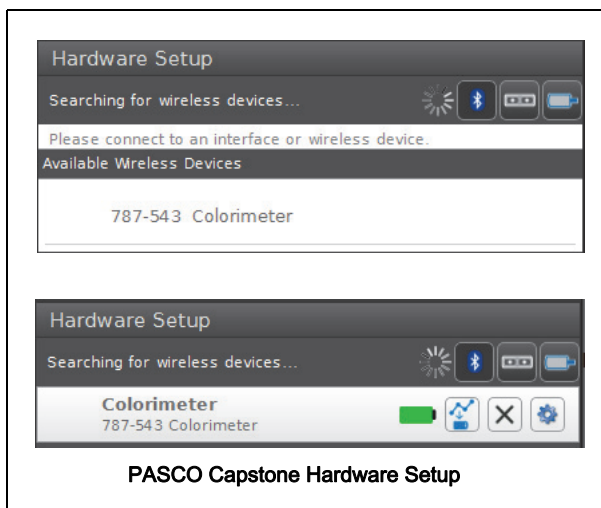 Hardware Setup
Searching for wireless devices...
Please connect to an interface or wireless device.
Available Wireless Devices
787-543 Colorimeter
Hardware Setup
Searching for wireless devices...
Colorimeter
787-543 Colorimeter
PASCO Capstone Hardware Setup